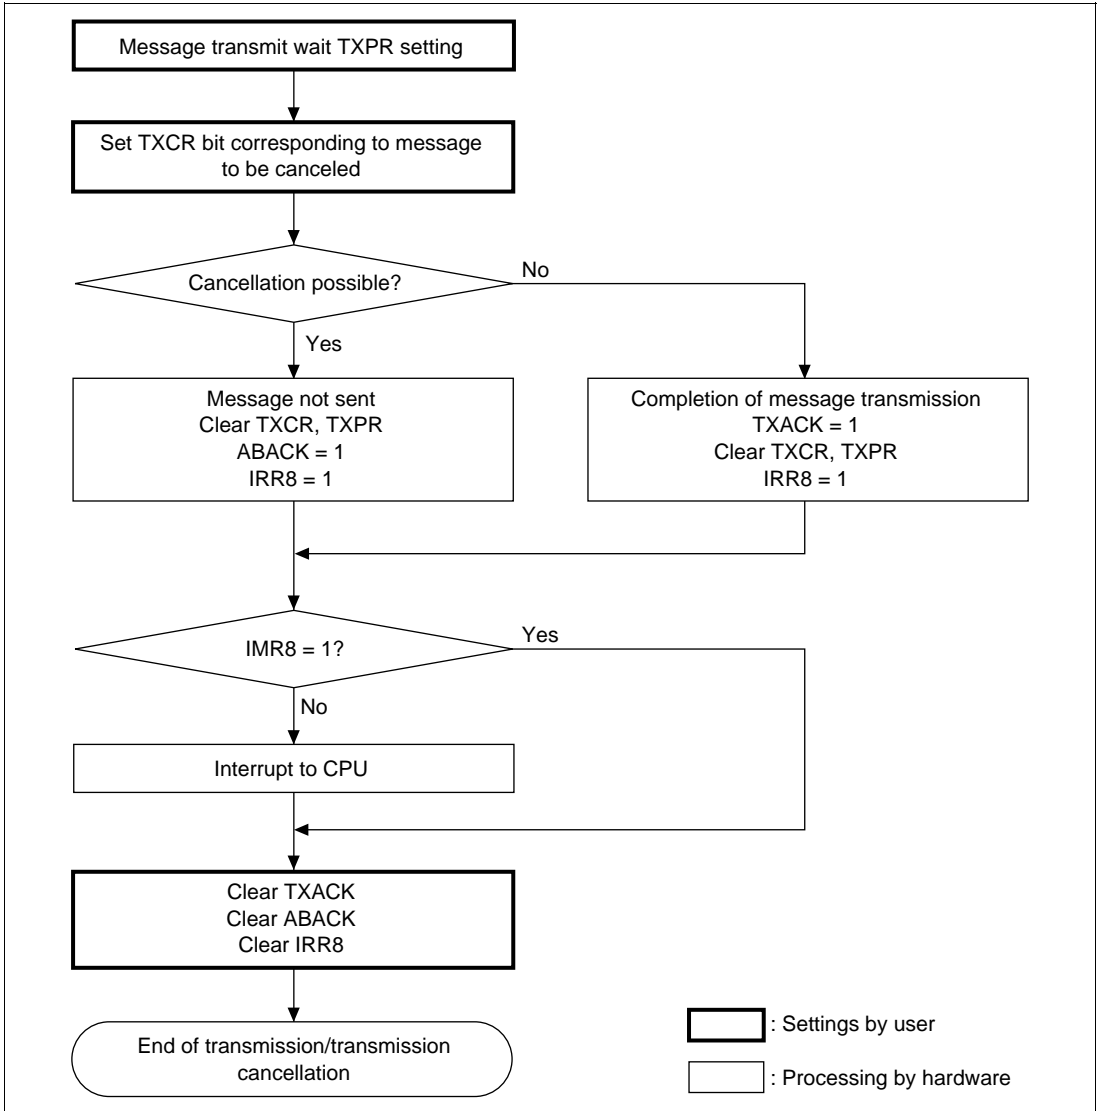 Message transmit wait TXPR setting
Set TXCR bit corresponding to message
to be canceled
Cancellation possible?
No
Yes
Message not sent
Clear TXCR, TXPR
ABACK = 1
IRR8 = 1
Completion of message transmission
TXACK = 1
Clear TXCR, TXPR
IRR8 = 1
IMR8 = 1?
Yes
No
Interrupt to CPU
Clear TXACK
Clear ABACK
Clear IRR8
End of transmission/transmission
cancellation
: Settings by user
: Processing by hardware